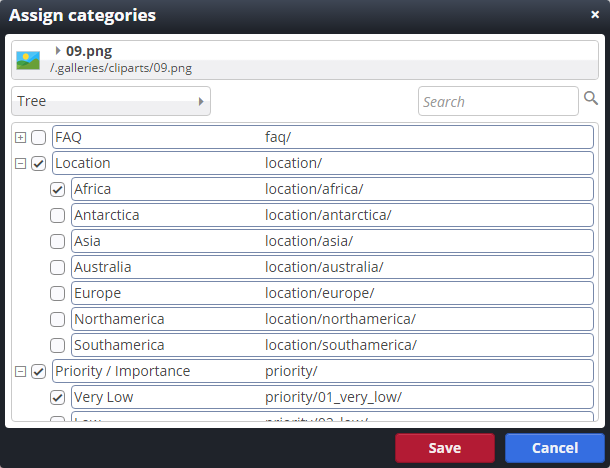 Assign categories
09.png
/.galleries/cliparts/09.png
Tree
Search
FAQ faq/
Location location/
Africa location/africa/
Antarctica location/antarctica/
Asia location/asia/
Australia location/australia/
Europe location/europe/
Northamerica location/northamerica/
Southamerica location/southamerica/
Priority / Importance priority/
Very Low priority/01_very_low/
Low
Save Cancel